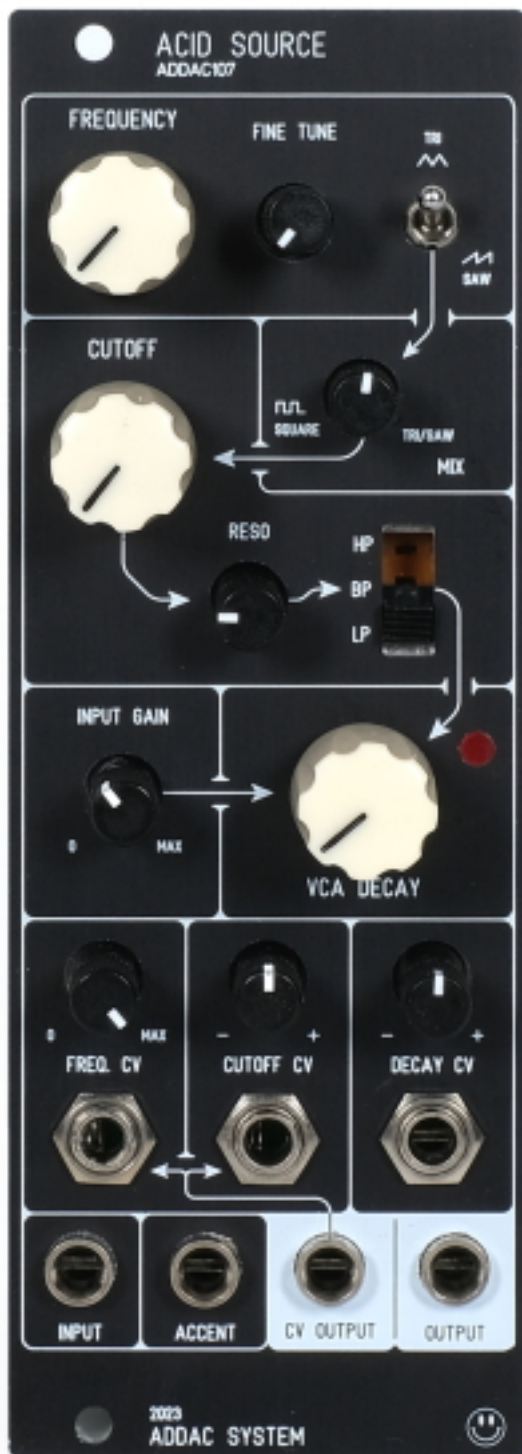 ACID SOURCE
ADDAC107
FREQUENCY
FINE TUNE
TRI
SAW
CUTOFF
SQUARE
TRI/SAW
MIX
RESO
HP
BP
LP
INPUT GAIN
0 MAX
VCA DECAY
0 MAX
- +
- +
FREQ. CV
CUTOFF CV
DECAY CV
INPUT
ACCENT
CV OUTPUT
OUTPUT
2023
ADDAC SYSTEM